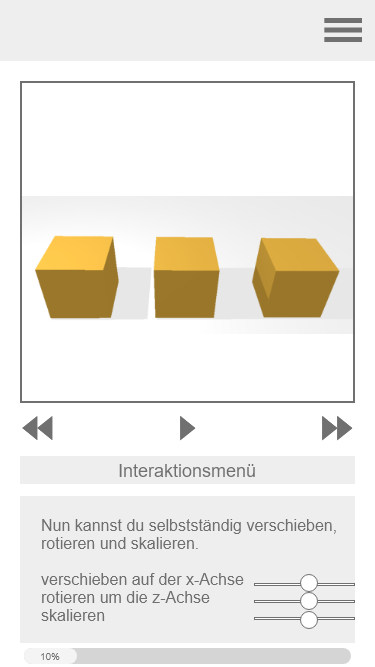 Interaktionsmenü
Nun kannst du selbstständig verschieben,
rotieren und skalieren.
verschieben auf der x-Achse
rotieren um die z-Achse
skalieren
10%